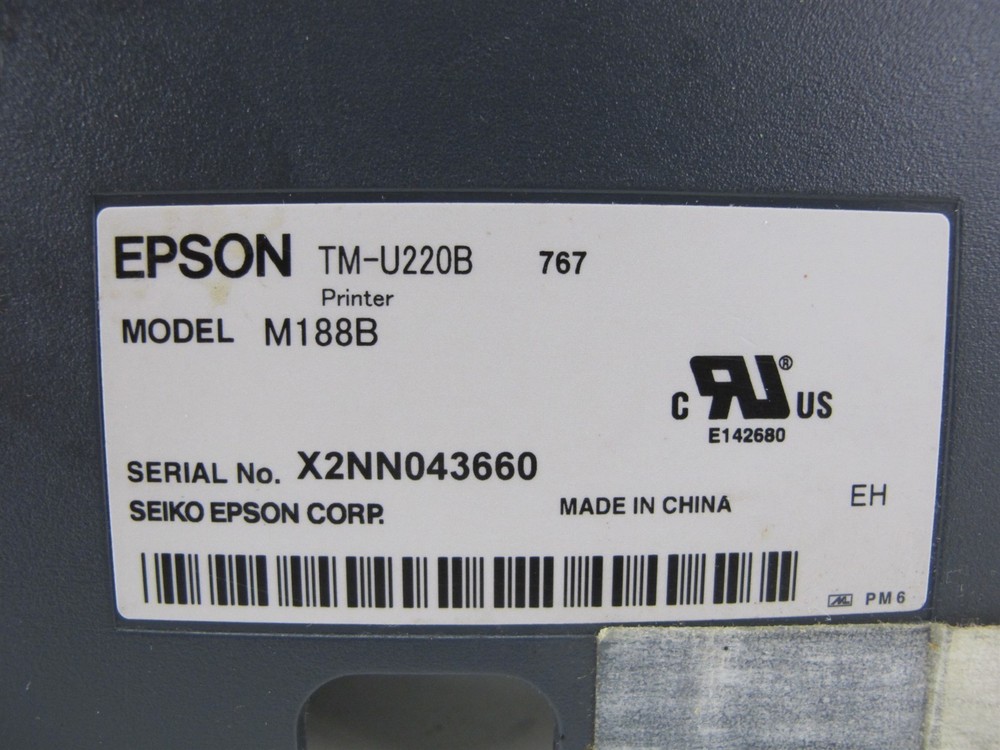 EPSON TM-U220B 767
Printer
MODEL M188B
C RU® US
E142680
SERIAL No. X2NN043660
SEIKO EPSON CORP. MADE IN CHINA EH
PM6